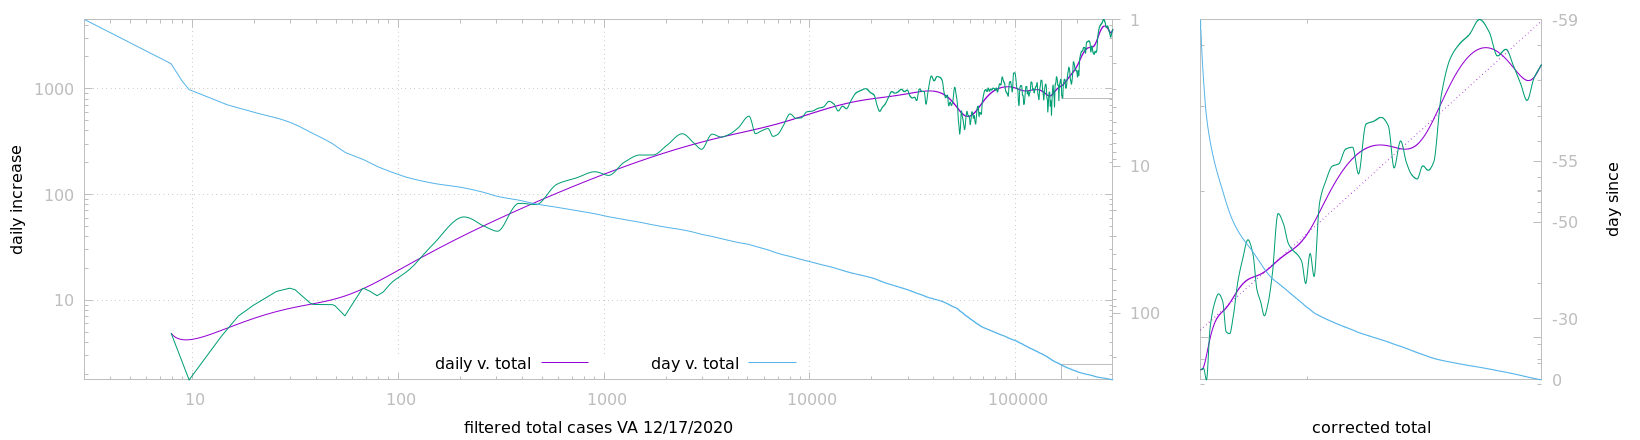 1000
100
10
daily increase
10
100
1000
10000
100000
filtered total cases VA 12/17/2020
daily v. total
day v. total
1
10
100
-59
-55
-50
-30
0
day since
corrected total